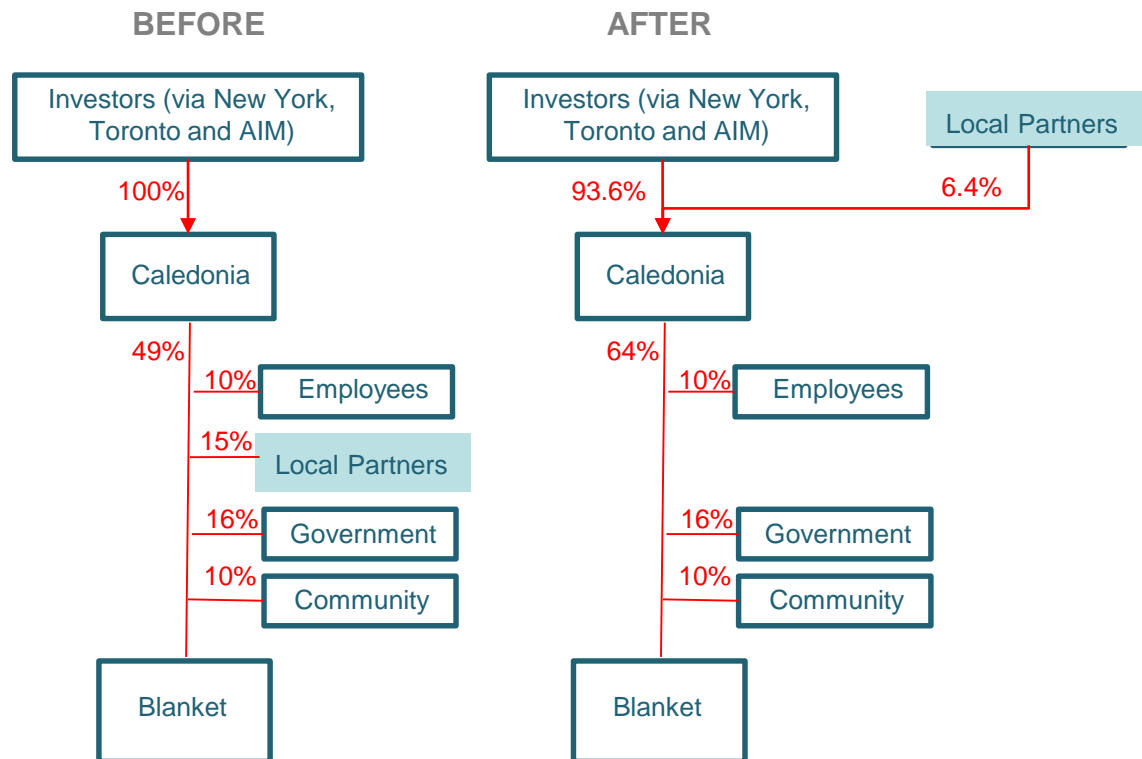 BEFORE
Investors (via New York,
Toronto and AIM)
100%
Caledonia
49%
10%
Employees
15%
Local Partners
16%
Government
10%
Community
Blanket
AFTER
Investors (via New York,
Toronto and AIM)
Local Partners
93.6%
6.4%
Caledonia
64%
10%
Employees
16%
Government
10%
Community
Blanket